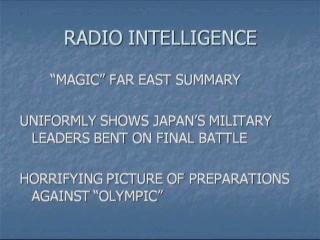 RADIO INTELLIGENCE
“MAGIC” FAR EAST SUMMARY
UNIFORMLY SHOWS JAPAN’S MILITARY
LEADERS BENT ON FINAL BATTLE
HORRIFYING PICTURE OF PREPARATIONS
AGAINST “OLYMPIC”